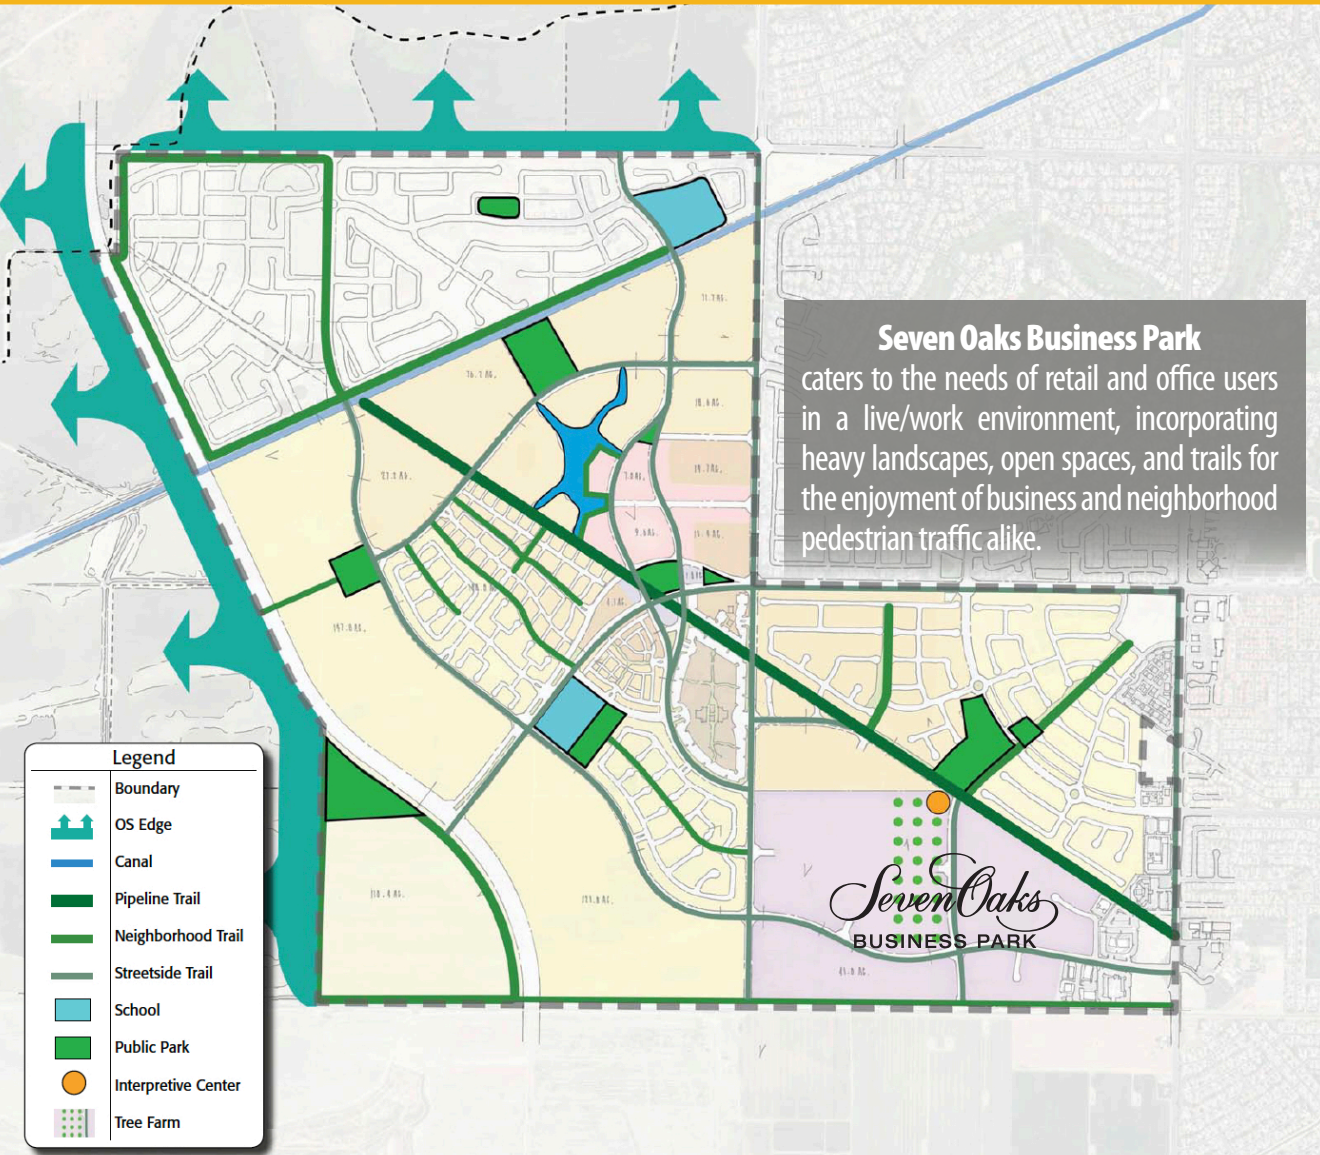 Seven Oaks Business Park
caters to the needs of retail and office users
in a live/work environment, incorporating
heavy landscapes, open spaces, and trails for
the enjoyment of business and neighborhood
pedestrian traffic alike.
Seven Oaks
BUSINESS PARK
Legend
Boundary
OS Edge
Canal
Pipeline Trail
Neighborhood Trail
Streetside Trail
School
Public Park
Interpretive Center
Tree Farm